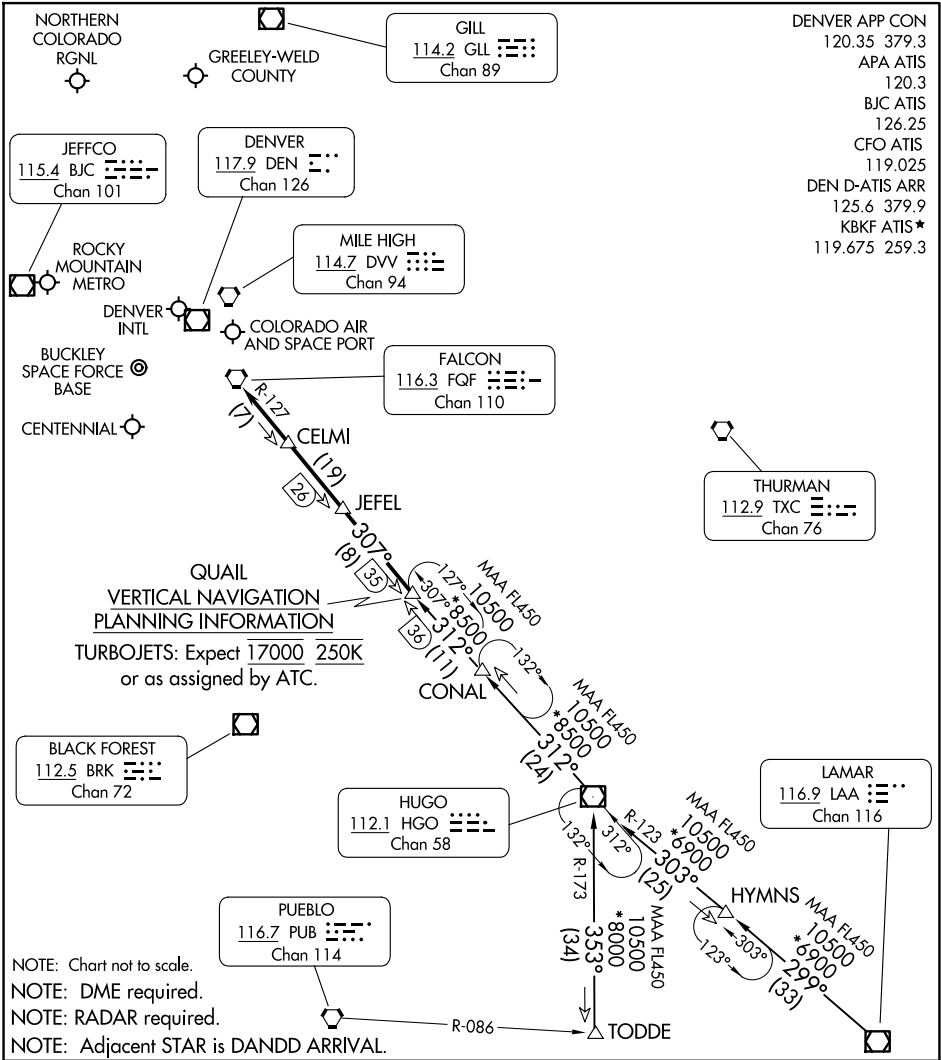 NORTHERN
COLORADO
RGNL
GREELEY-WELD
COUNTY
GILL
114.2 GLL
Chan 89
DENVER APP CON
120.35 379.3
APA ATIS
120.3
BJC ATIS
126.25
CFO ATIS
119.025
DEN D-ATIS ARR
125.6 379.9
KBKF ATIS★
119.675 259.3
JEFFCO
115.4 BJC
Chan 101
DENVER
117.9 DEN
Chan 126
MILE HIGH
114.7 DVV
Chan 94
ROCKY
MOUNTAIN
METRO
DENVER
INTL
COLORADO AIR
AND SPACE PORT
BUCKLEY
SPACE FORCE
BASE
FALCON
116.3 FQF
Chan 110
CENTENNIAL
R-127
(7)
CELMI
(19)
26
JEFEL
THURMAN
112.9 TXC
Chan 76
307°
(8)
35
QUAIL
VERTICAL NAVIGATION
PLANNING INFORMATION
TURBOJETS: Expect 17000 250K
or as assigned by ATC.
127°
307°
MAA FL450
10500
*8500
312°
(11)
36
CONAL
132°
MAA FL450
10500
*8500
312°
(24)
BLACK FOREST
112.5 BRK
Chan 72
HUGO
112.1 HGO
Chan 58
132°
312°
LAMAR
116.9 LAA
Chan 116
R-123
MAA FL450
10500
*6900
303°
(25)
HYMNS
303°
123°
MAA FL450
10500
*6900
299°
(33)
R-173
MAA FL450
10500
*8000
353°
(34)
PUEBLO
116.7 PUB
Chan 114
R-086
TODDE
NOTE: Chart not to scale.
NOTE: DME required.
NOTE: RADAR required.
NOTE: Adjacent STAR is DANDD ARRIVAL.